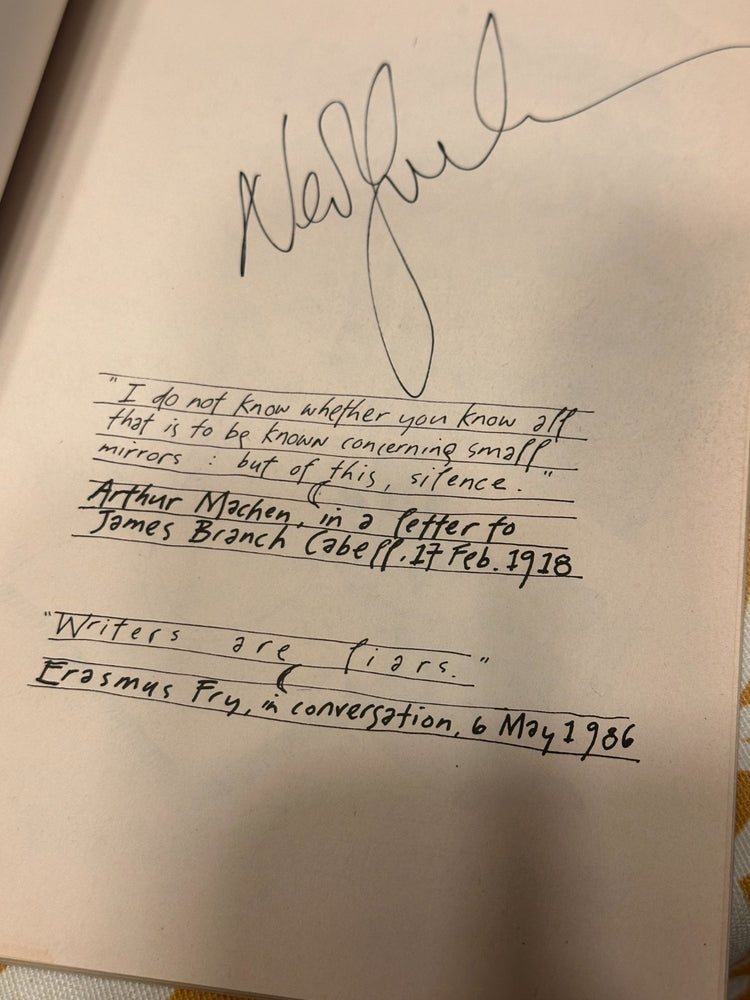 "I do not know whether you know all
that is to be known concerning small
mirrors : but of this, silence."
Arthur Machen, in a letter to
James Branch Cabell. 17 Feb. 1918
"Writers are liars."
Erasmus Fry, in conversation, 6 May 1986